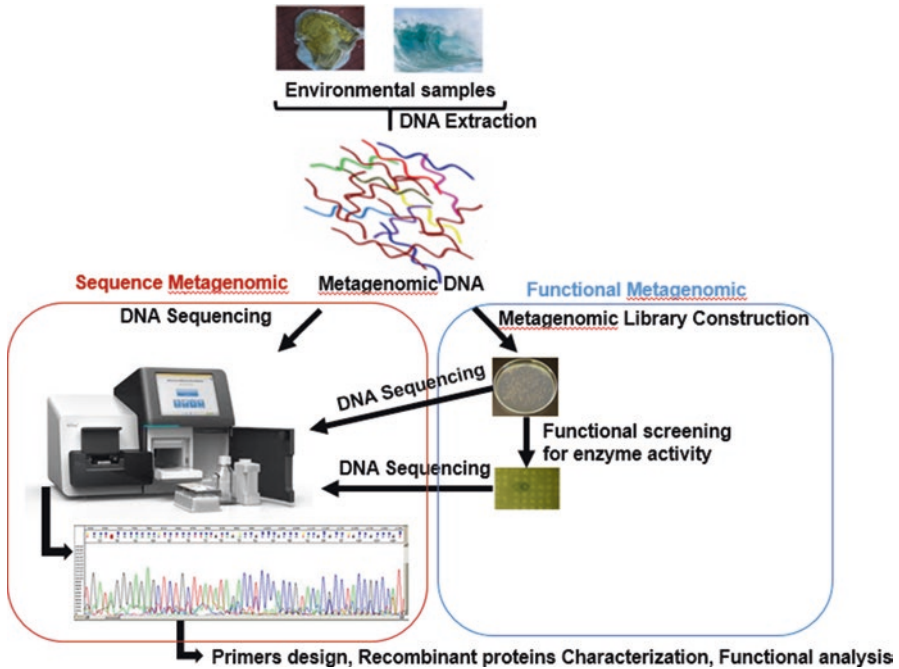 Environmental samples
DNA Extraction
Sequence Metagenomic
Metagenomic DNA
Functional Metagenomic
DNA Sequencing
Metagenomic Library Construction
DNA Sequencing
Functional screening
for enzyme activity
DNA Sequencing
Primers design, Recombinant proteins Characterization, Functional analysis